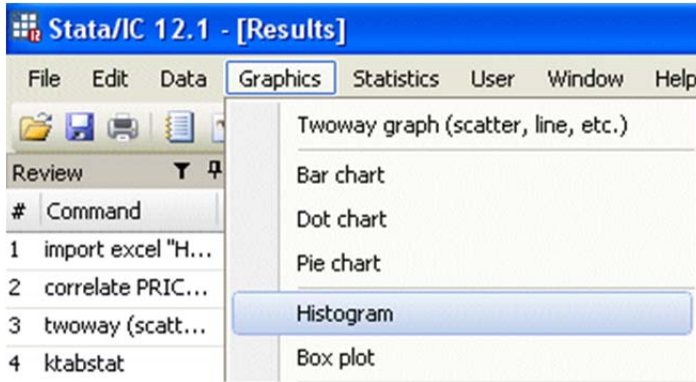 Stata/IC 12.1 - [Results]
File Edit Data Graphics Statistics User Window Help
Twoway graph (scatter, line, etc.)
Review
Bar chart
# Command
Dot chart
1 import excel "H...
Pie chart
2 correlate PRIC...
Histogram
3 twoway (scatt...
Box plot
4 ktabstat